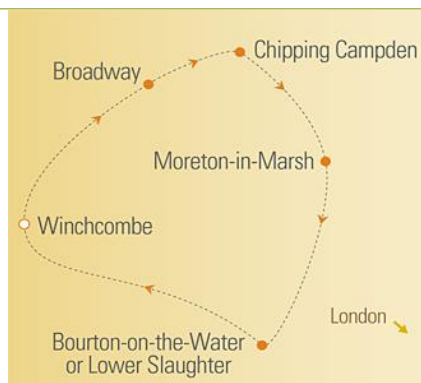 Chipping Campden
Broadway
Moreton-in-Marsh
Winchcombe
London
Bourton-on-the-Water
or Lower Slaughter